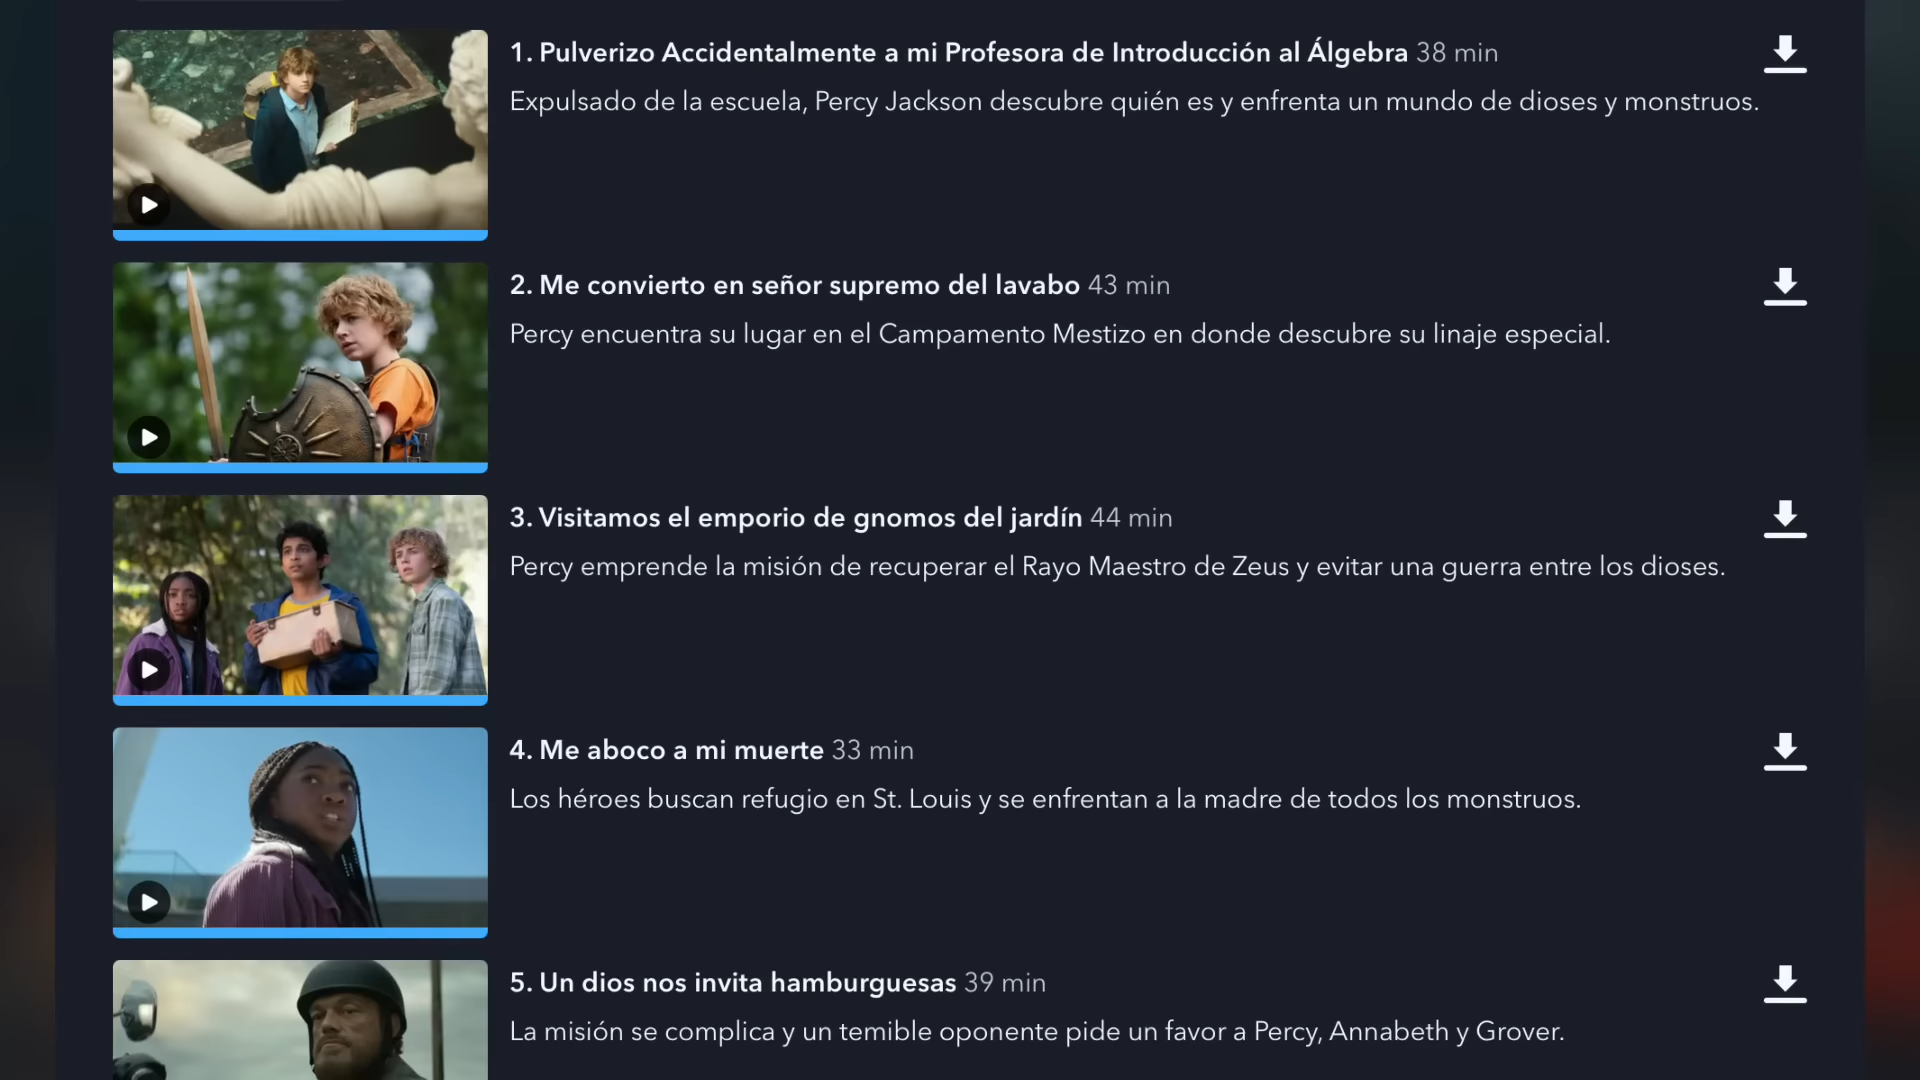 1. Pulverizo Accidentalmente a mi Profesora de Introducción al Álgebra 38 min
Expulsado de la escuela, Percy Jackson descubre quién es y enfrenta un mundo de dioses y monstruos.
2. Me convierto en señor supremo del lavabo 43 min
Percy encuentra su lugar en el Campamento Mestizo en donde descubre su linaje especial.
3. Visitamos el emporio de gnomos del jardín 44 min
Percy emprende la misión de recuperar el Rayo Maestro de Zeus y evitar una guerra entre los dioses.
4. Me aboco a mi muerte 33 min
Los héroes buscan refugio en St. Louis y se enfrentan a la madre de todos los monstruos.
5. Un dios nos invita hamburguesas 39 min
La misión se complica y un temible oponente pide un favor a Percy, Annabeth y Grover.